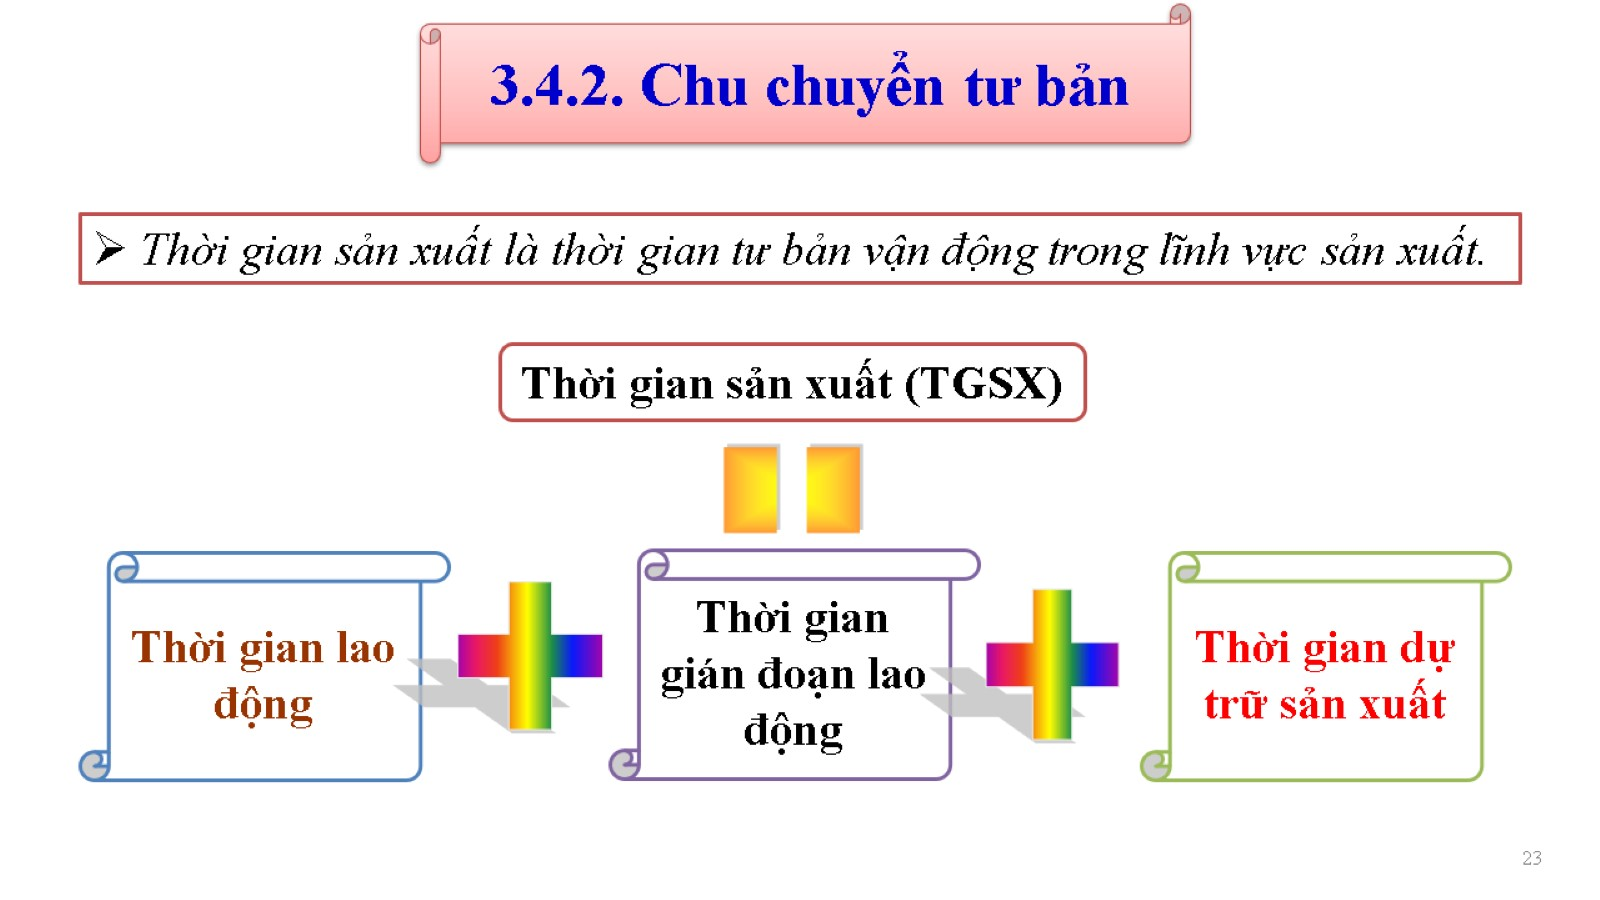 3.4.2. Chu chuyển tư bản
➢ Thời gian sản xuất là thời gian tư bản vận động trong lĩnh vực sản xuất.
Thời gian sản xuất (TGSX)
Thời gian lao
động
Thời gian
gián đoạn lao
động
Thời gian dự
trữ sản xuất
23